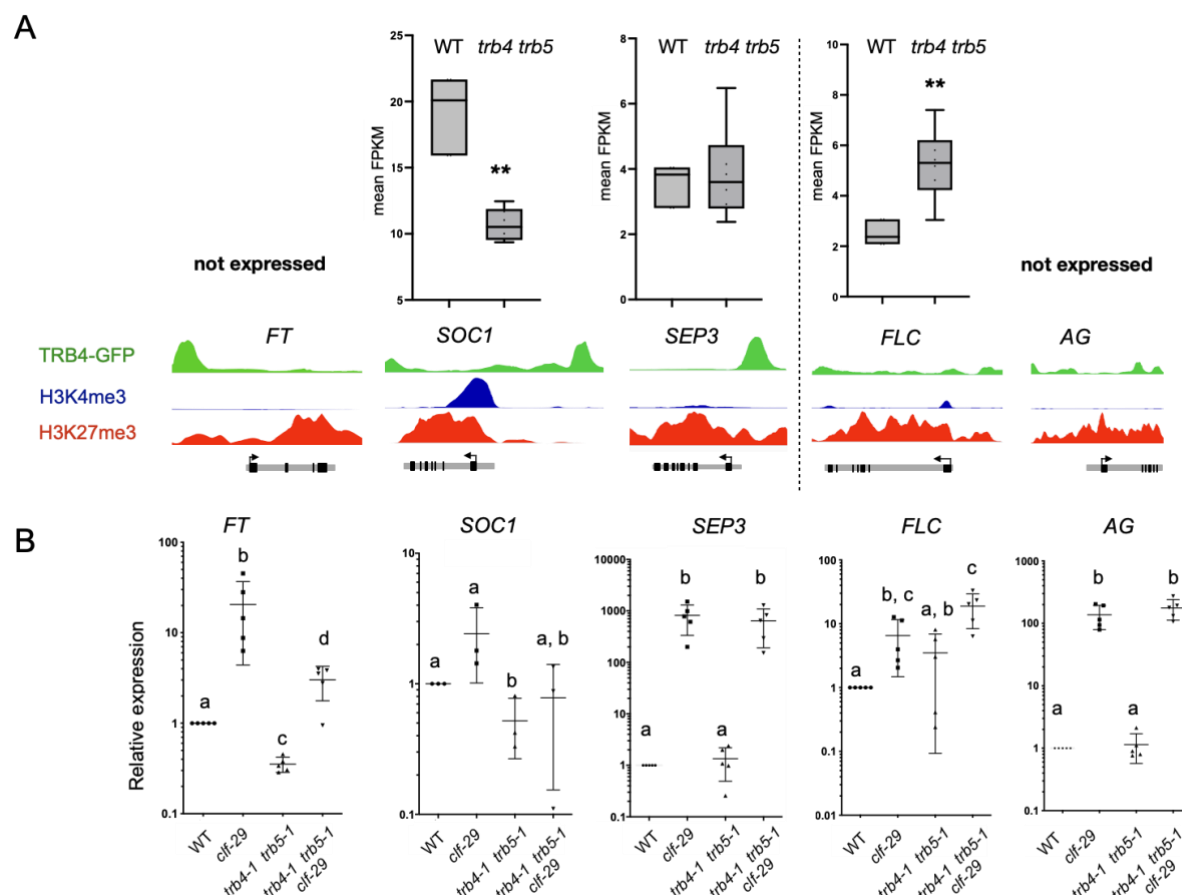 A
WT trb4 trb5
mean FPKM
25
20
15
10
5
**
WT trb4 trb5
mean FPKM
8
6
4
2
0
WT trb4 trb5
mean FPKM
10
8
6
4
2
0
**
not expressed
not expressed
FT SOC1 SEP3 FLC AG
TRB4-GFP
H3K4me3
H3K27me3
B
FT SOC1 SEP3 FLC AG
Relative expression
100
10
1
0.1
a b c d
WT
clf-29
trb4-1 trb5-1
trb4-1 trb5-1
clf-29
10
1
0.1
a a b a, b
WT
clf-29
trb4-1 trb5-1
trb4-1 trb5-1
clf-29
10000
1000
100
10
1
0.1
a b a b
WT
clf-29
trb4-1 trb5-1
trb4-1 trb5-1
clf-29
100
10
1
0.1
0.01
a b, c a, b c
WT
clf-29
trb4-1 trb5-1
trb4-1 trb5-1
clf-29
1000
100
10
1
0.1
a b a b
WT
clf-29
trb4-1 trb5-1
trb4-1 trb5-1
clf-29